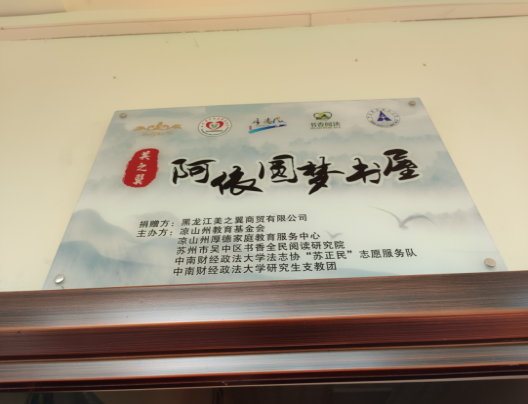 美之翼
阿依圆梦书屋
捐赠方：黑龙江美之翼商贸有限公司
主办方：凉山州教育基金会
凉山州厚德家庭教育服务中心
苏州市吴中区书香全民阅读研究院
中南财经政法大学法志协“苏正民”志愿服务队
中南财经政法大学研究生支教团